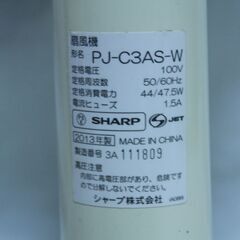 扇風機
形名 PJ-C3AS-W
定格電圧 100V
定格周波数 50/60Hz
定格消費電力 44/47.5W
電流ヒューズ 1.5A
SHARP JET
2013年製 MADE IN CHINA
製造番号 3A 111809
高圧注意
内部に高電圧部があり、危険ですので分解しないでください。
シャープ株式会社